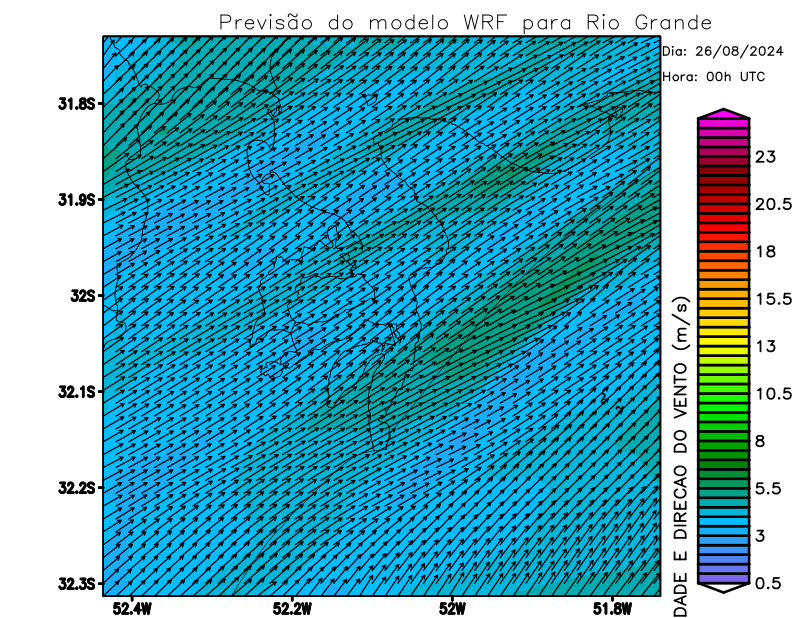 Previsão do modelo WRF para Rio Grande
Dia: 26/08/2024
Hora: 00h UTC
31.8S
31.9S
32S
32.1S
32.2S
32.3S
52.4W
52.2W
52W
51.8W
23
20.5
18
15.5
13
10.5
8
5.5
3
0.5
DADE E DIRECAO DO VENTO (m/s)